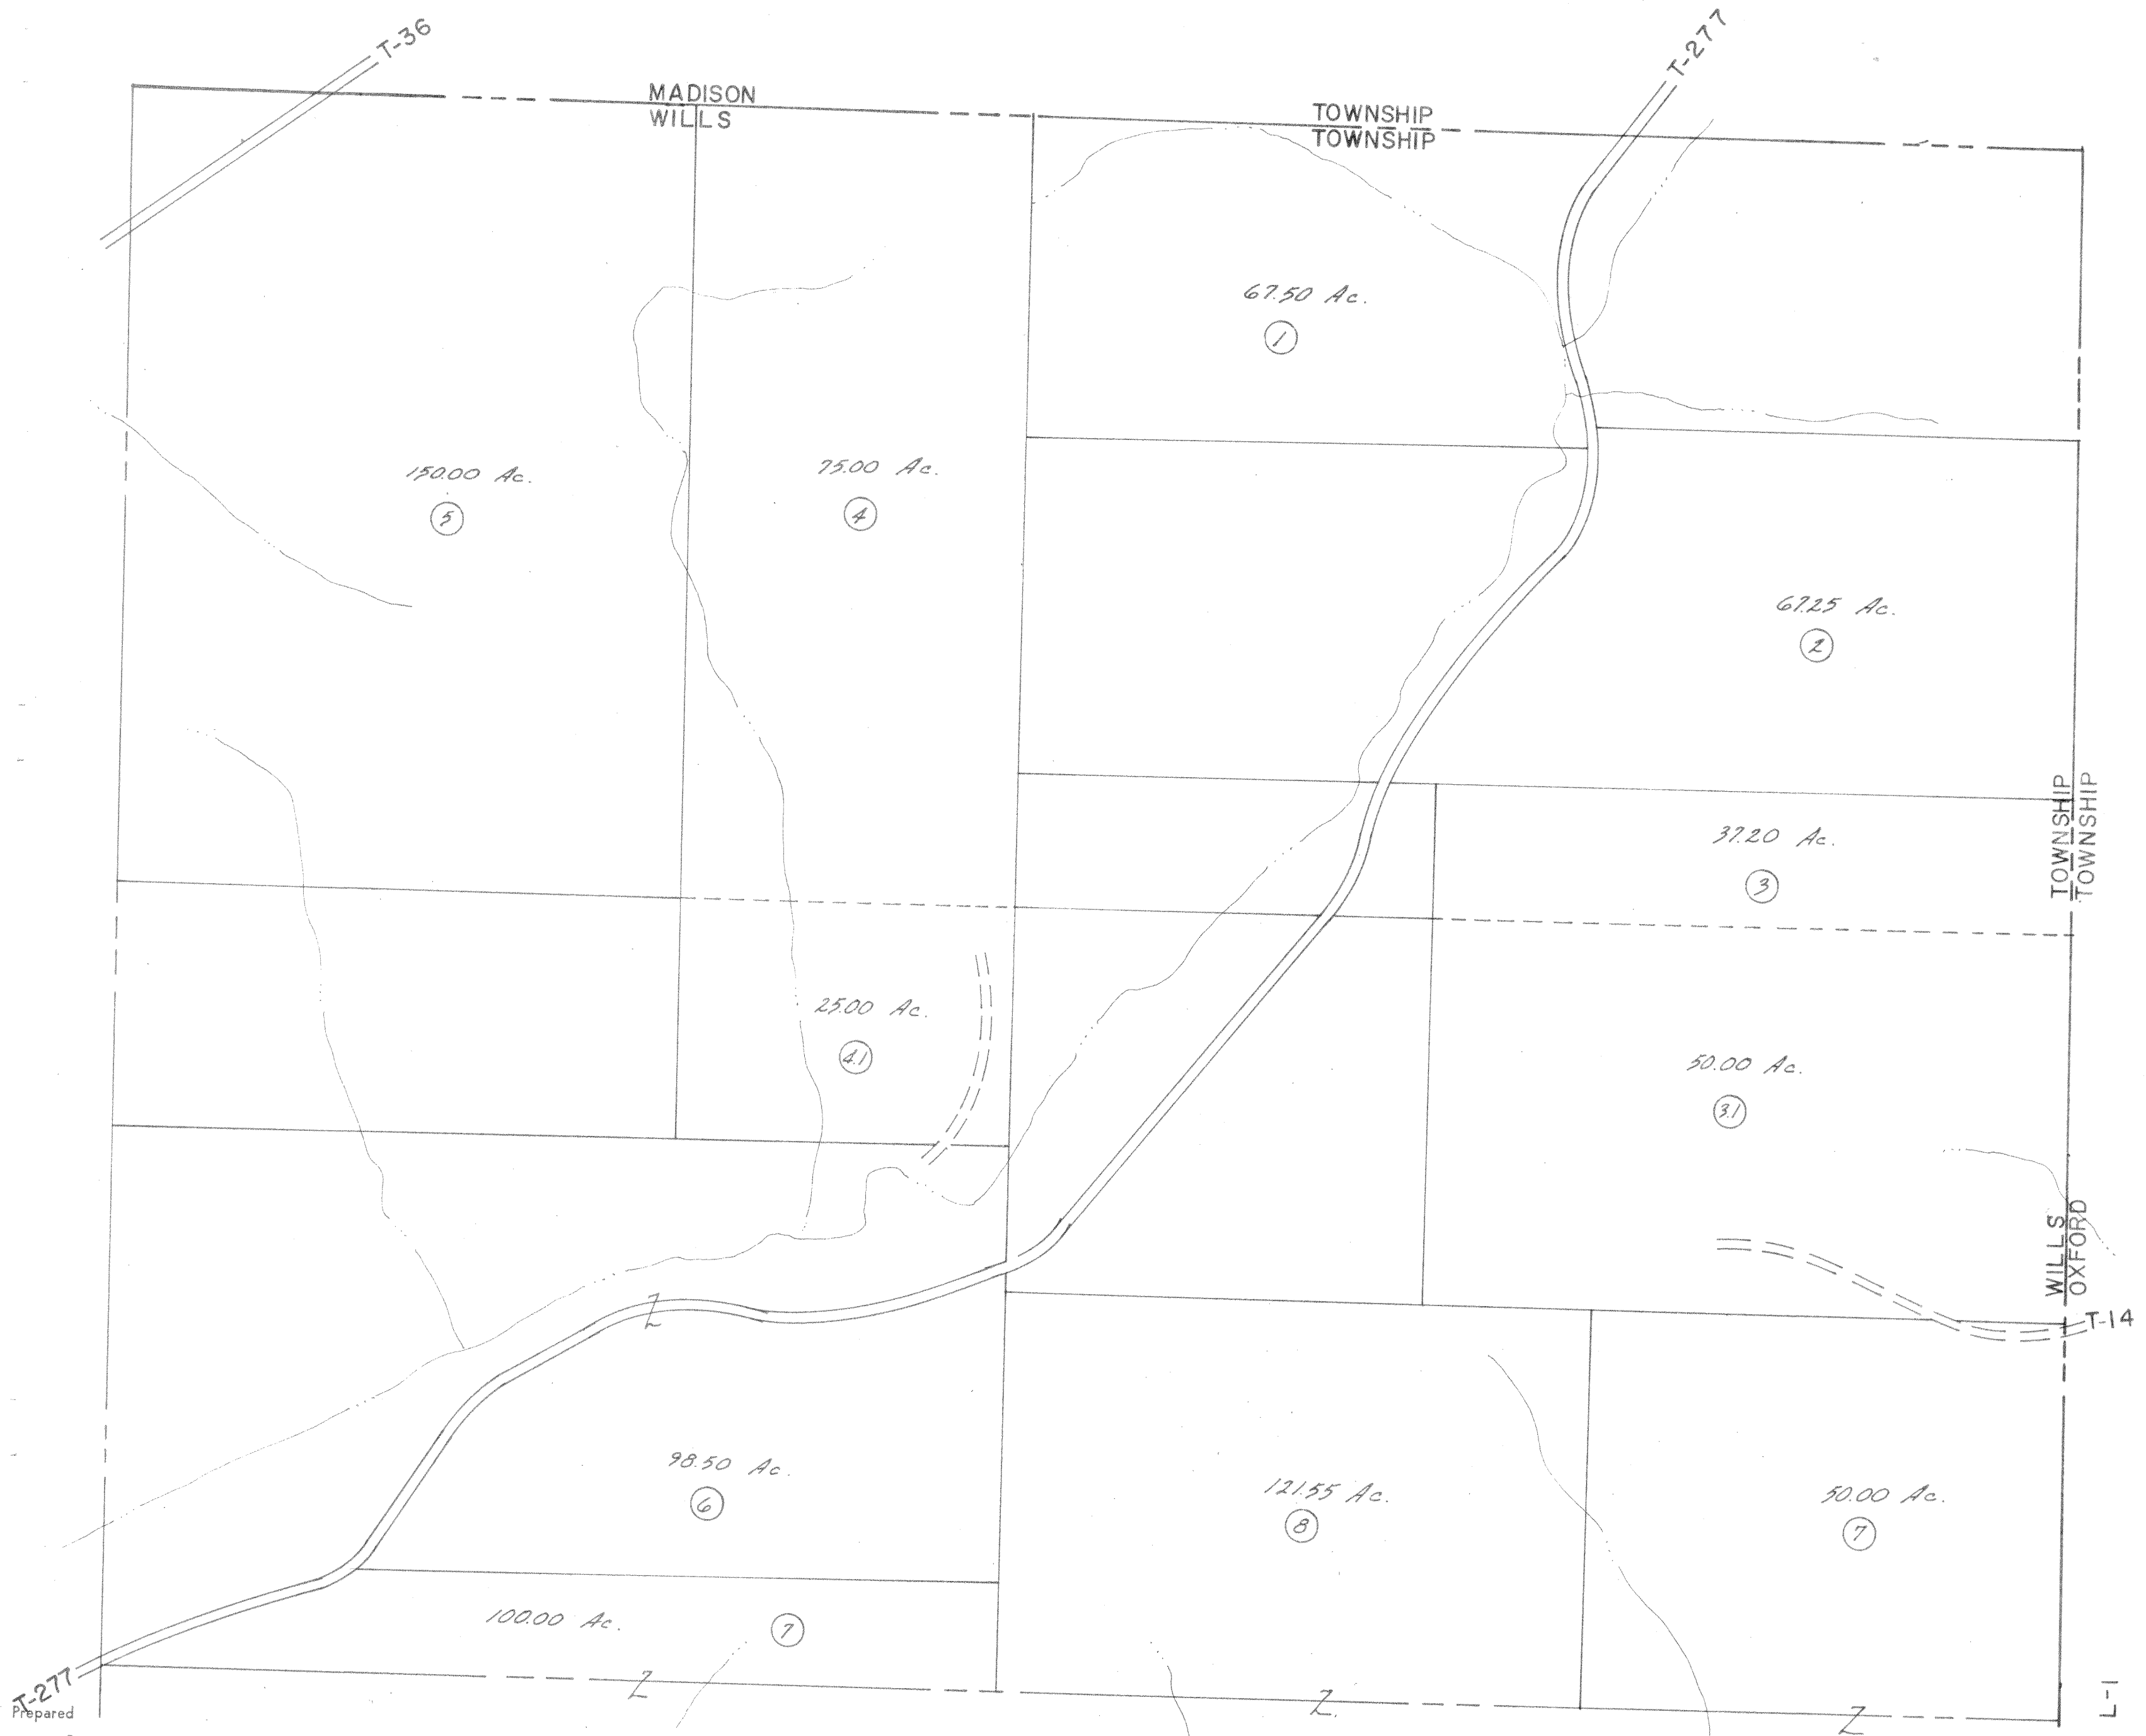 T-36
T-277
MADISON TOWNSHIP
WILLS TOWNSHIP
67.50 Ac.
1
150.00 Ac.
5
75.00 Ac.
4
67.25 Ac.
2
TOWNSHIP
TOWNSHIP
37.20 Ac.
3
25.00 Ac.
4.1
50.00 Ac.
3.1
WILLS
OXFORD
T-14
Z
98.50 Ac.
6
121.55 Ac.
8
50.00 Ac.
7
100.00 Ac.
7
T-277
Prepared
Z
Z
Z
L-1